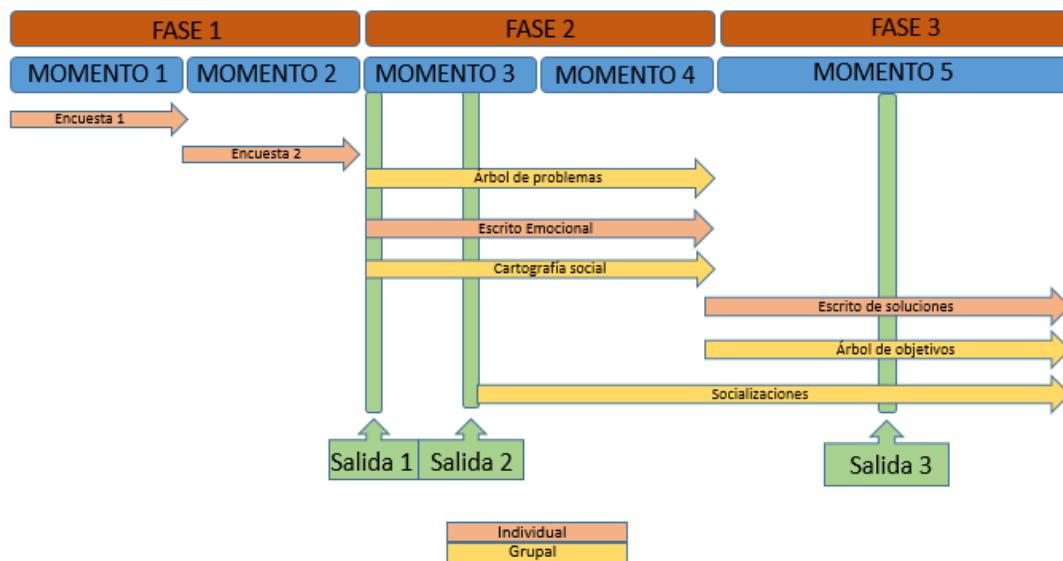 FASE 1
FASE 2
FASE 3
MOMENTO 1
MOMENTO 2
MOMENTO 3
MOMENTO 4
MOMENTO 5
Encuesta 1
Encuesta 2
Árbol de problemas
Escrito Emocional
Cartografía social
Escrito de soluciones
Árbol de objetivos
Socializaciones
Salida 1
Salida 2
Salida 3
Individual
Grupal